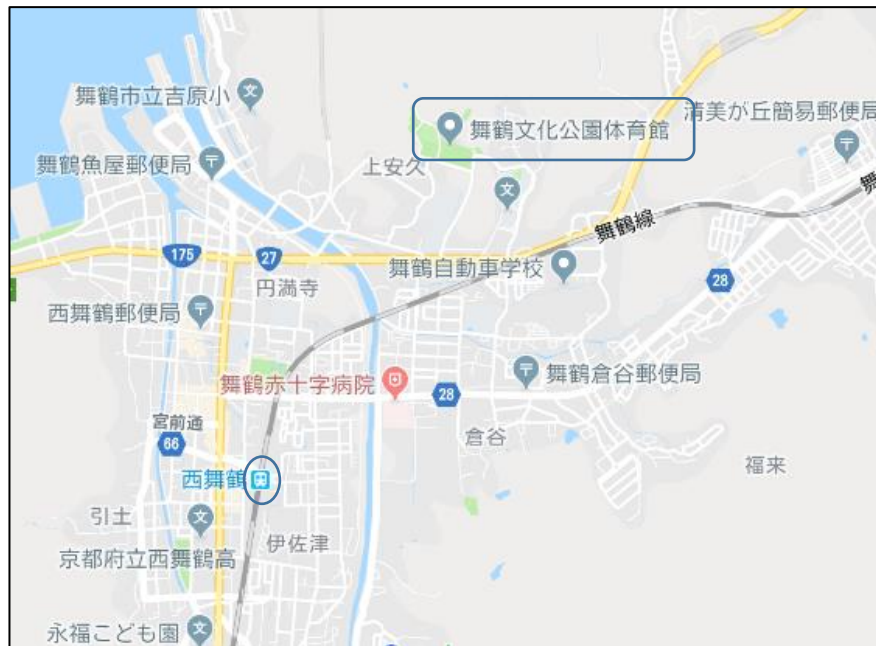 舞鶴市立吉原小
舞鶴文化公園体育館
清美が丘簡易郵便局
舞鶴魚屋郵便局
上安久
舞鶴線
舞
175
27
舞鶴自動車学校
28
円満寺
西舞鶴郵便局
舞鶴倉谷郵便局
舞鶴赤十字病院
28
宮前通
倉谷
66
福来
西舞鶴
引土
伊佐津
京都府立西舞鶴高
永福こども園